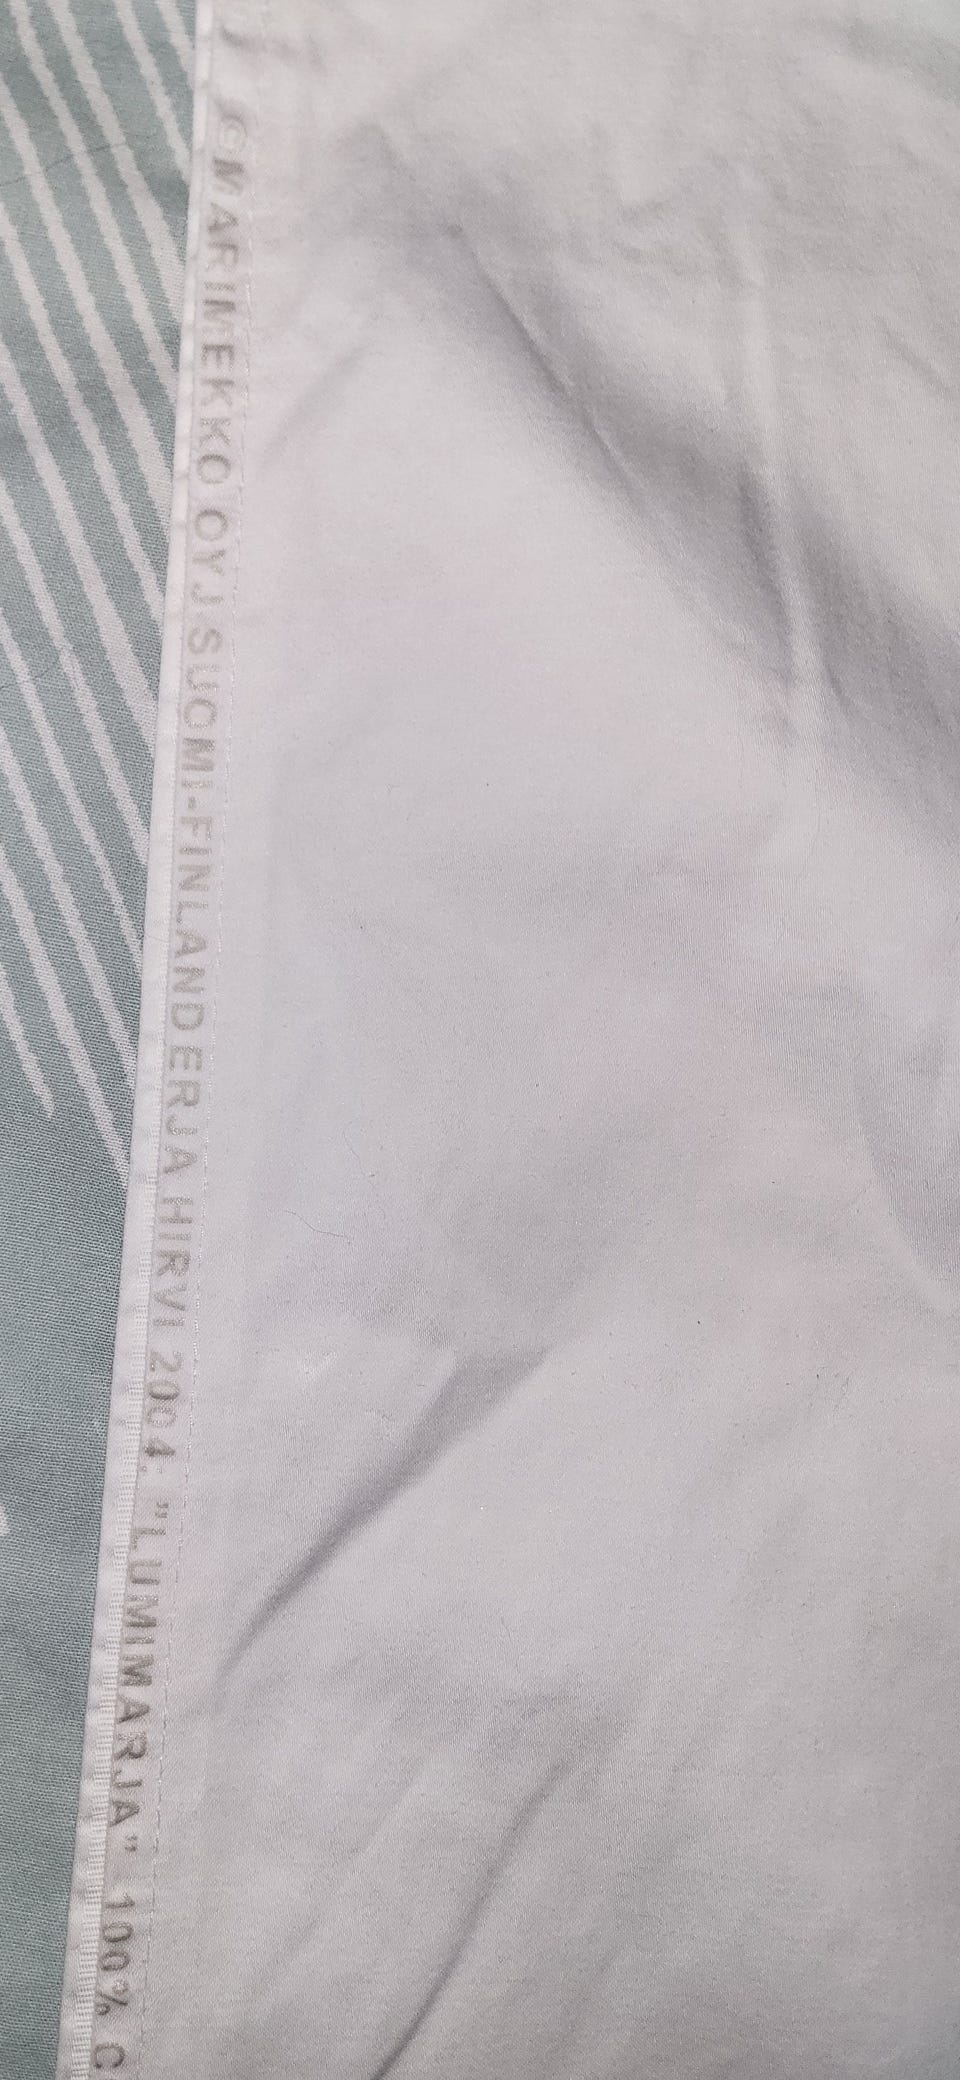 ©MARIMEKKO OYJ SUOMI-FINLAND ERJA HIRVI 2004. "LUMIMARJA" 100% C